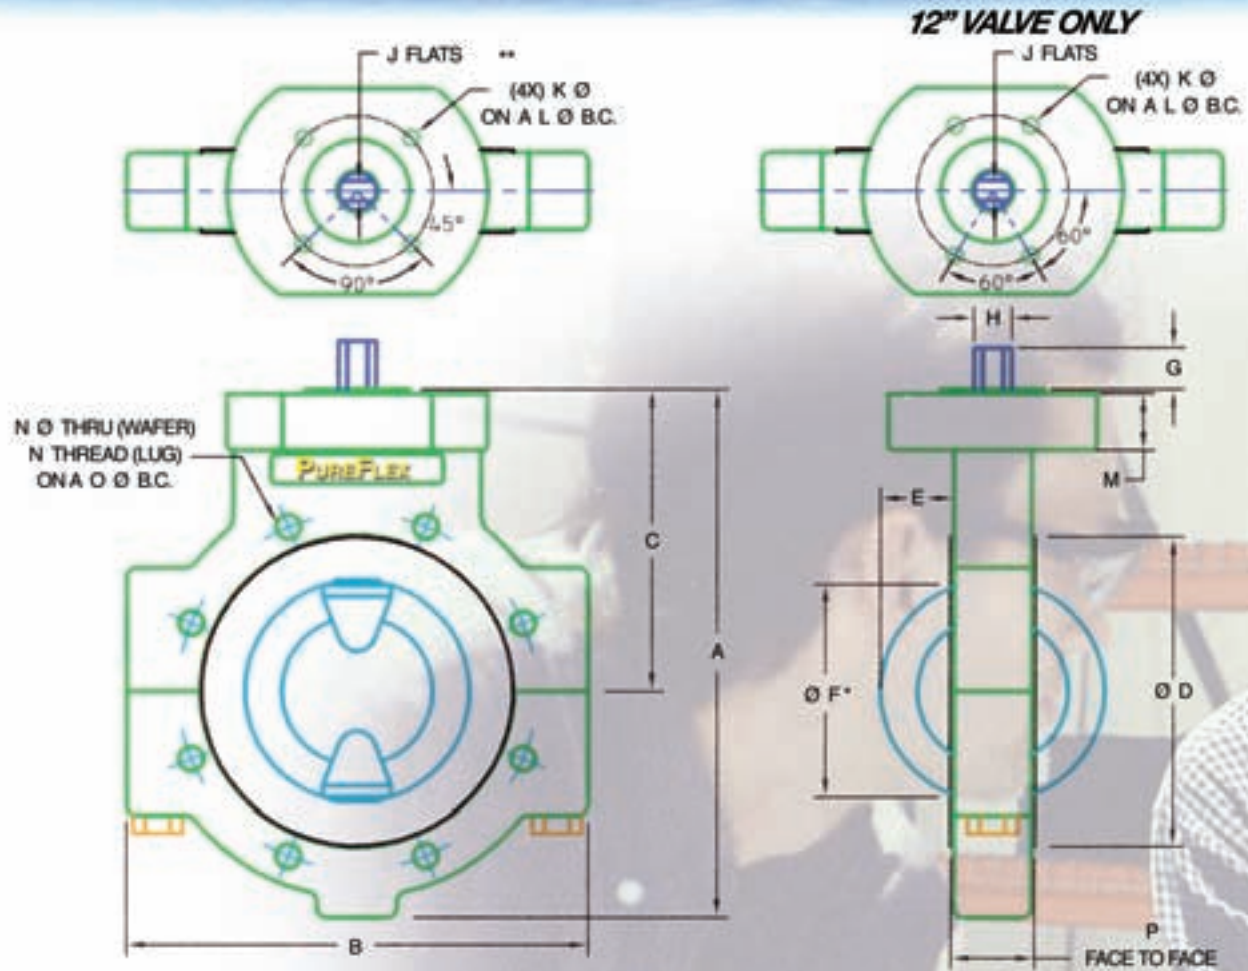 12" VALVE ONLY
J FLATS **
(4X) K Ø
ON A L Ø B.C.
45°
90°
J FLATS
(4X) K Ø
ON A L Ø B.C.
60°
60°
H
G
N Ø THRU (WAFER)
N THREAD (LUG)
ON A O Ø B.C.
PUREFLEX
M
E
C
A
Ø F*
Ø D
B
P
FACE TO FACE